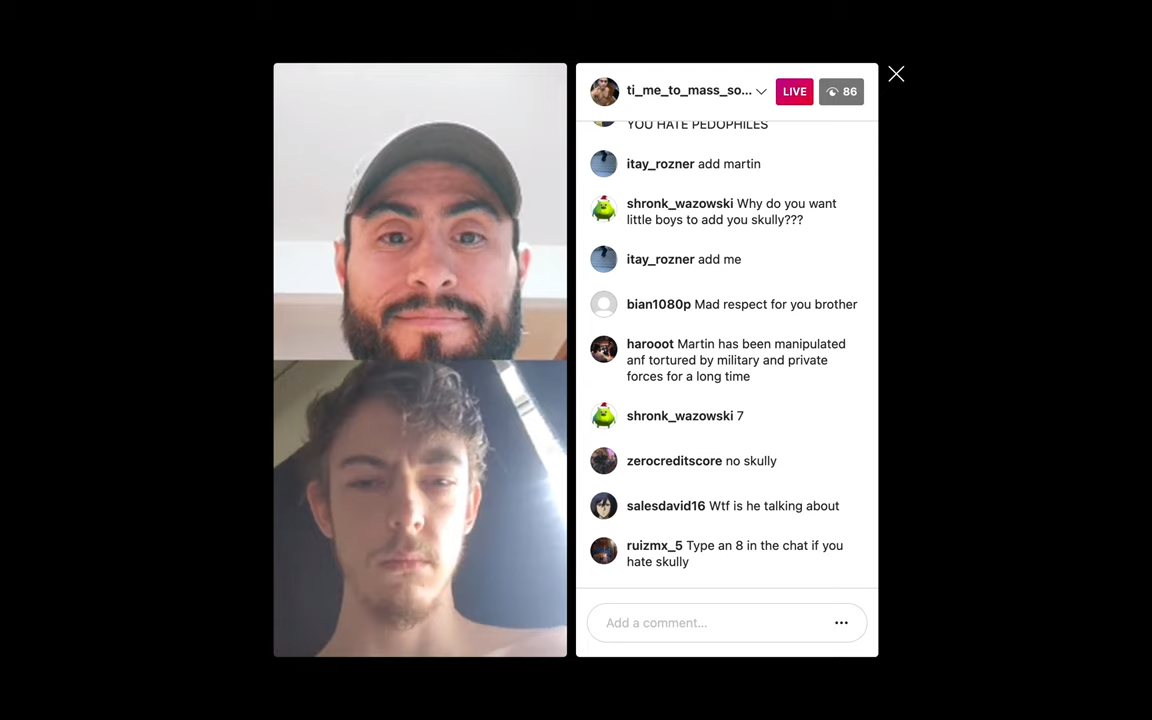 ti_me_to_mass_so...
LIVE
86
YOU HATE PEDOPHILES
itay_rozner add martin
shronk_wazowski Why do you want
little boys to add you skully???
itay_rozner add me
bian1080p Mad respect for you brother
harooot Martin has been manipulated
anf tortured by military and private
forces for a long time
shronk_wazowski 7
zerocreditscore no skully
salesdavid16 Wtf is he talking about
ruizmx_5 Type an 8 in the chat if you
hate skully
Add a comment...